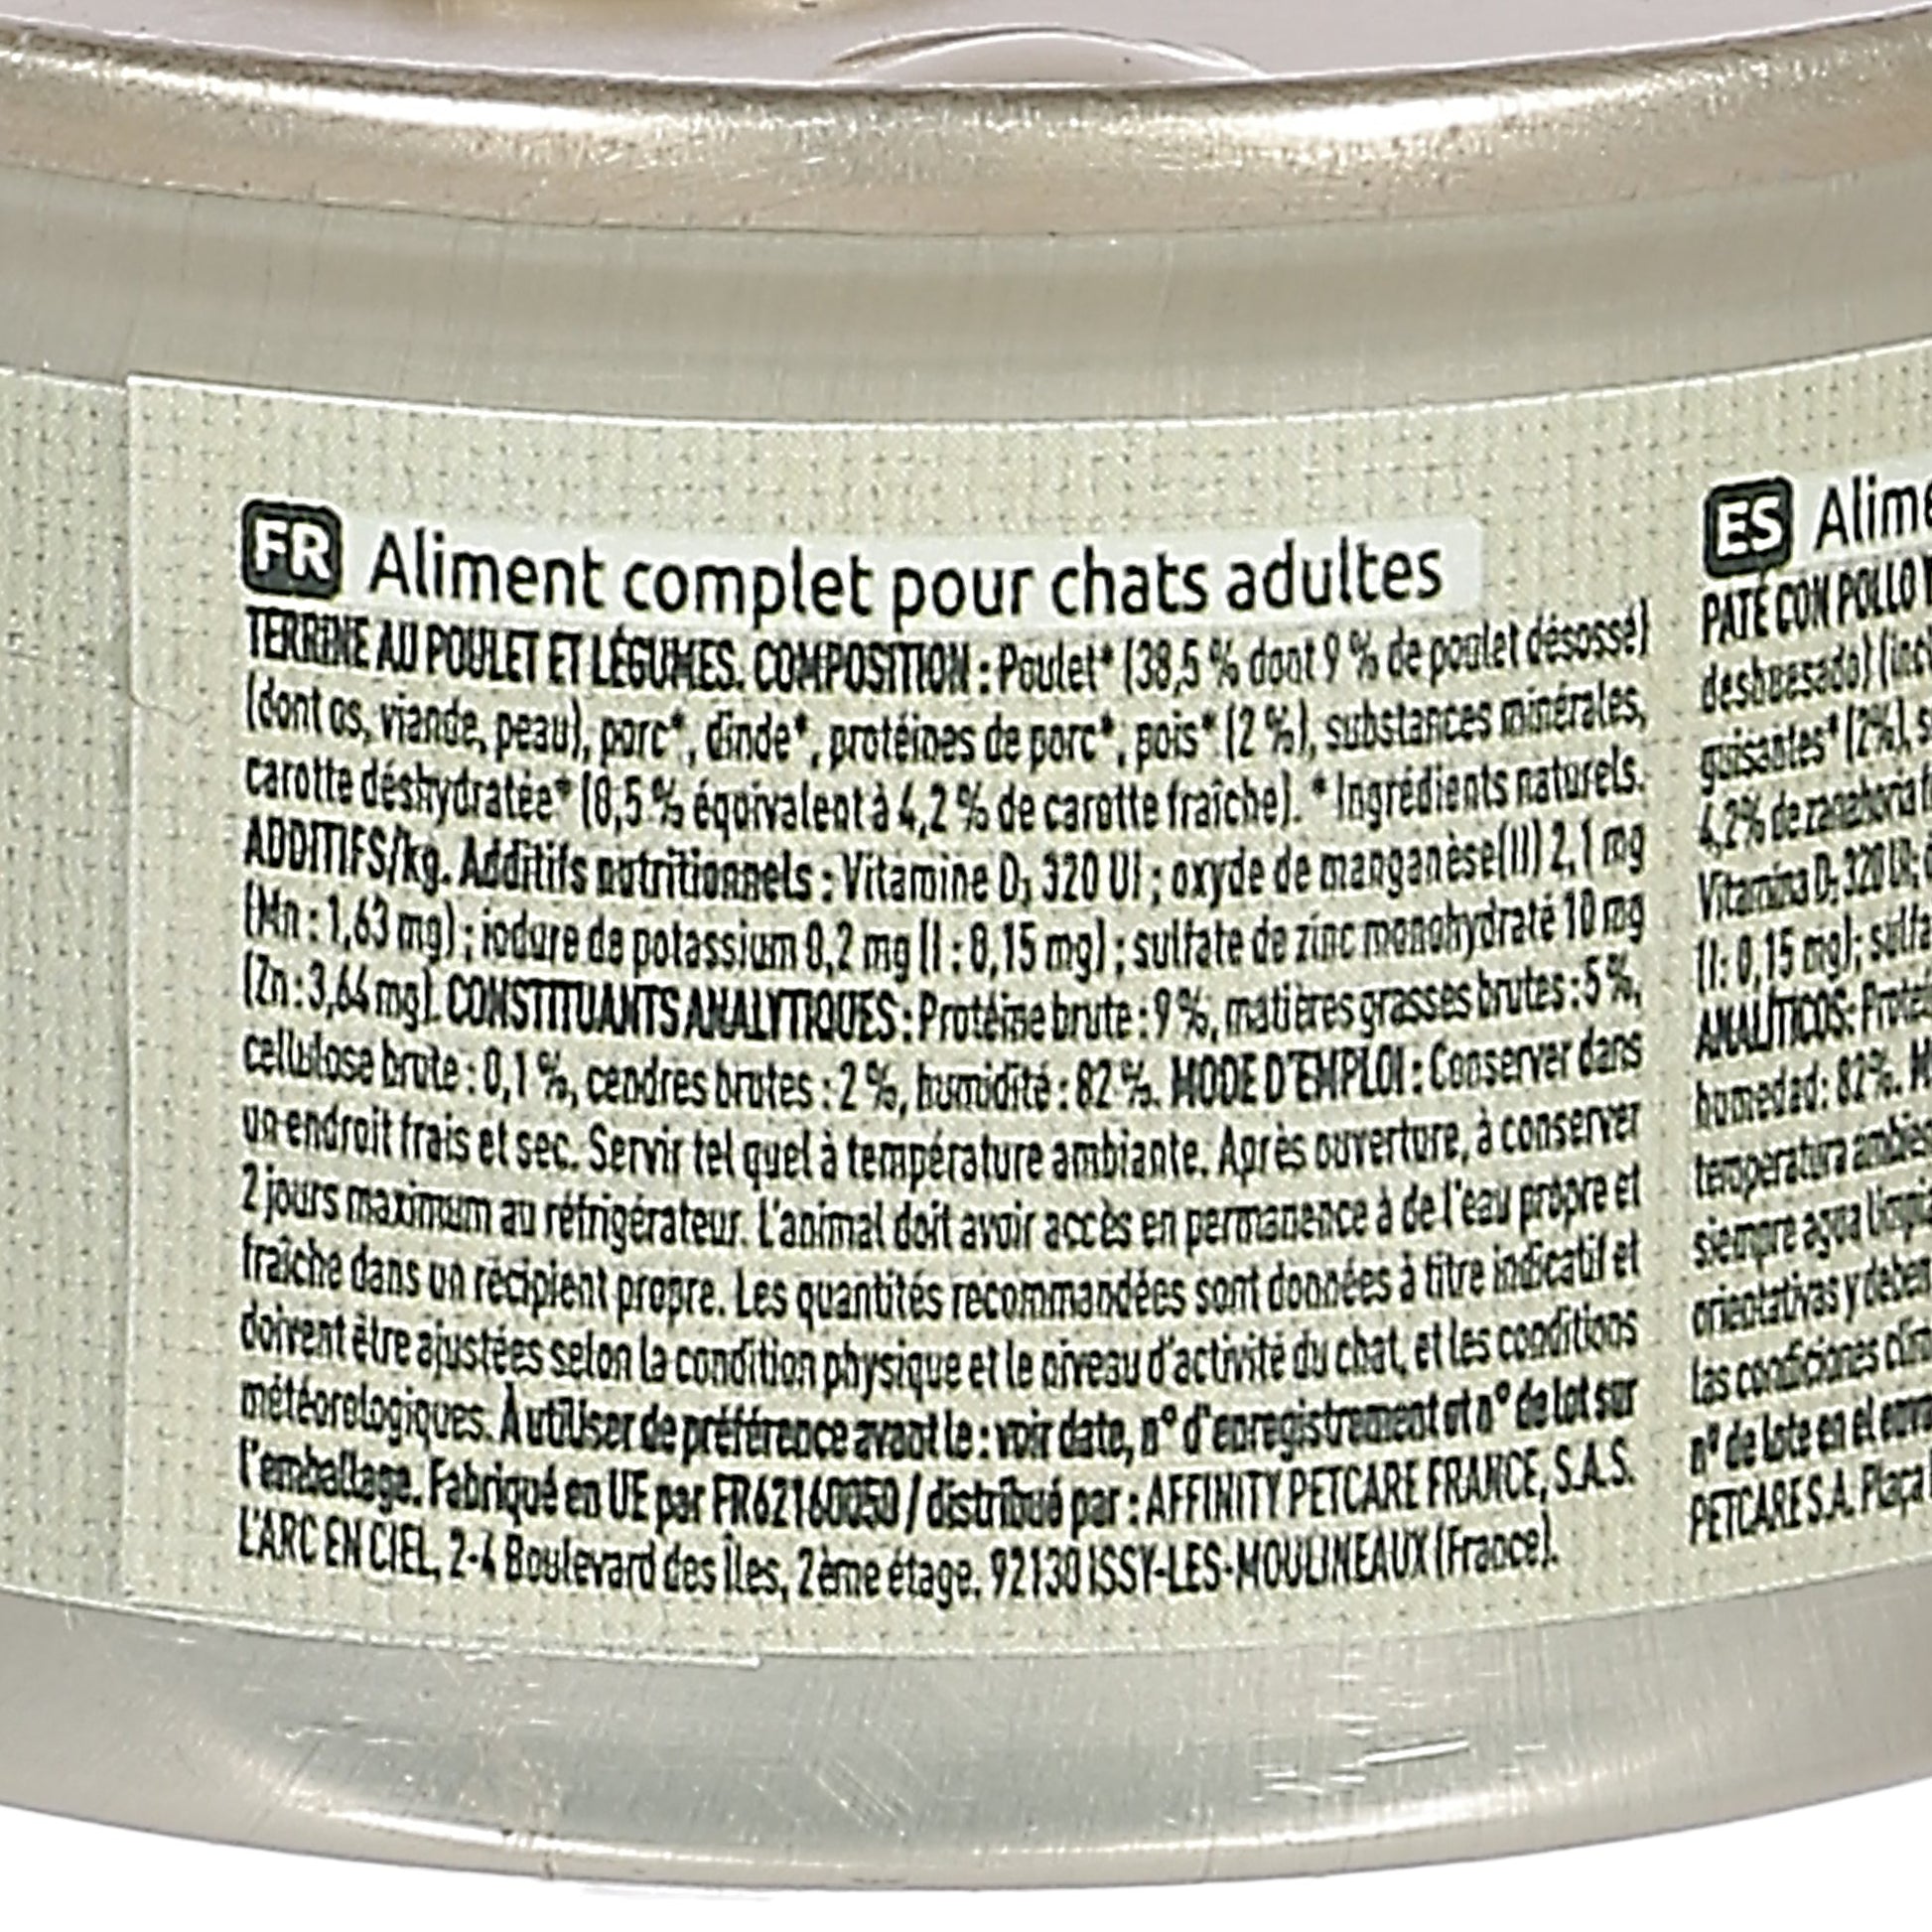 FR Aliment complet pour chats adultes
TERRINE AU POULET ET LÉGUMES. COMPOSITION : Poulet* (38,5 % dont 9 % de poulet désossé)
(dont os, viande, peau), porc*, dinde*, protéines de porc*, pois* (2 %), substances minérales,
carotte déshydratée* (0,5 % équivalent à 4,2 % de carotte fraîche). * Ingrédients naturels.
ADDITIFS/kg. Additifs nutritionnels : Vitamine D₃ 320 UI ; oxyde de manganèse(II) 2,1 mg
(Mn : 1,63 mg) ; iodure de potassium 0,2 mg (I : 0,15 mg) ; sulfate de zinc monohydraté 10 mg
(Zn : 3,64 mg). CONSTITUANTS ANALYTIQUES : Protéine brute : 9 %, matières grasses brutes : 5 %,
cellulose brute : 0,1 %, cendres brutes : 2 %, humidité : 82 %. MODE D'EMPLOI : Conserver dans
un endroit frais et sec. Servir tel quel à température ambiante. Après ouverture, à conserver
2 jours maximum au réfrigérateur. L'animal doit avoir accès en permanence à de l'eau propre et
fraîche dans un récipient propre. Les quantités recommandées sont données à titre indicatif et
doivent être ajustées selon la condition physique et le niveau d'activité du chat, et les conditions
météorologiques. À utiliser de préférence avant le : voir date, n° d'enregistrement et n° de lot sur
l'emballage. Fabriqué en UE par FR62160050 / distribué par : AFFINITY PETCARE FRANCE, S.A.S.
L'ARC EN CIEL, 2-4 Boulevard des Îles, 2ème étage. 92130 ISSY-LES-MOULINEAUX (France).
ES Alime
PATÉ CON POLLO
deshuesado)
guisantes* (2%),
4,2% de zanahoria
Vitamina D₃ 320 UI;
(I: 0,15 mg); sulfa
ANALÍTICOS: Prote
humedad: 82%. M
temperatura ambie
siempre agua limpia
orientativas y deben
las condiciones clim
nº de lote en el env
PETCARE S.A. Plaça